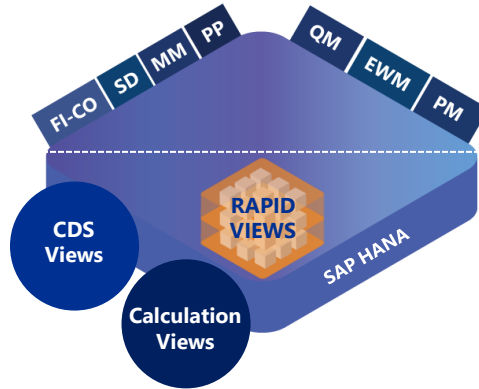 FI-CO
SD
MM
PP
QM
EWM
PM
RAPID
VIEWS
CDS
Views
SAP HANA
Calculation
Views